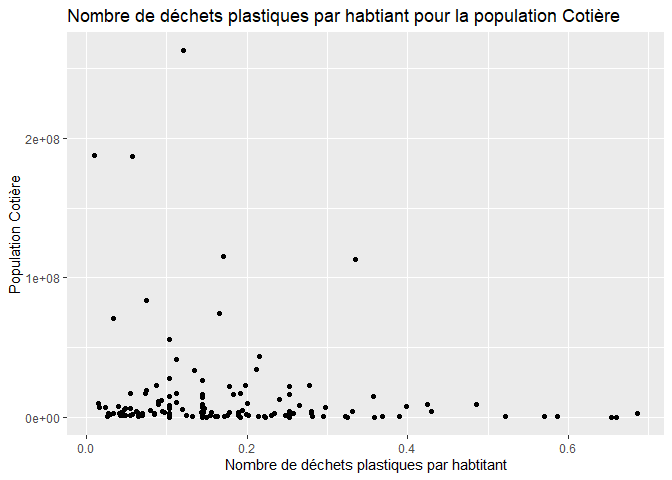 Nombre de déchets plastiques par habtiant pour la population Cotière
Population Cotière
2e+08
1e+08
0e+00
0.0 0.2 0.4 0.6
Nombre de déchets plastiques par habtitant